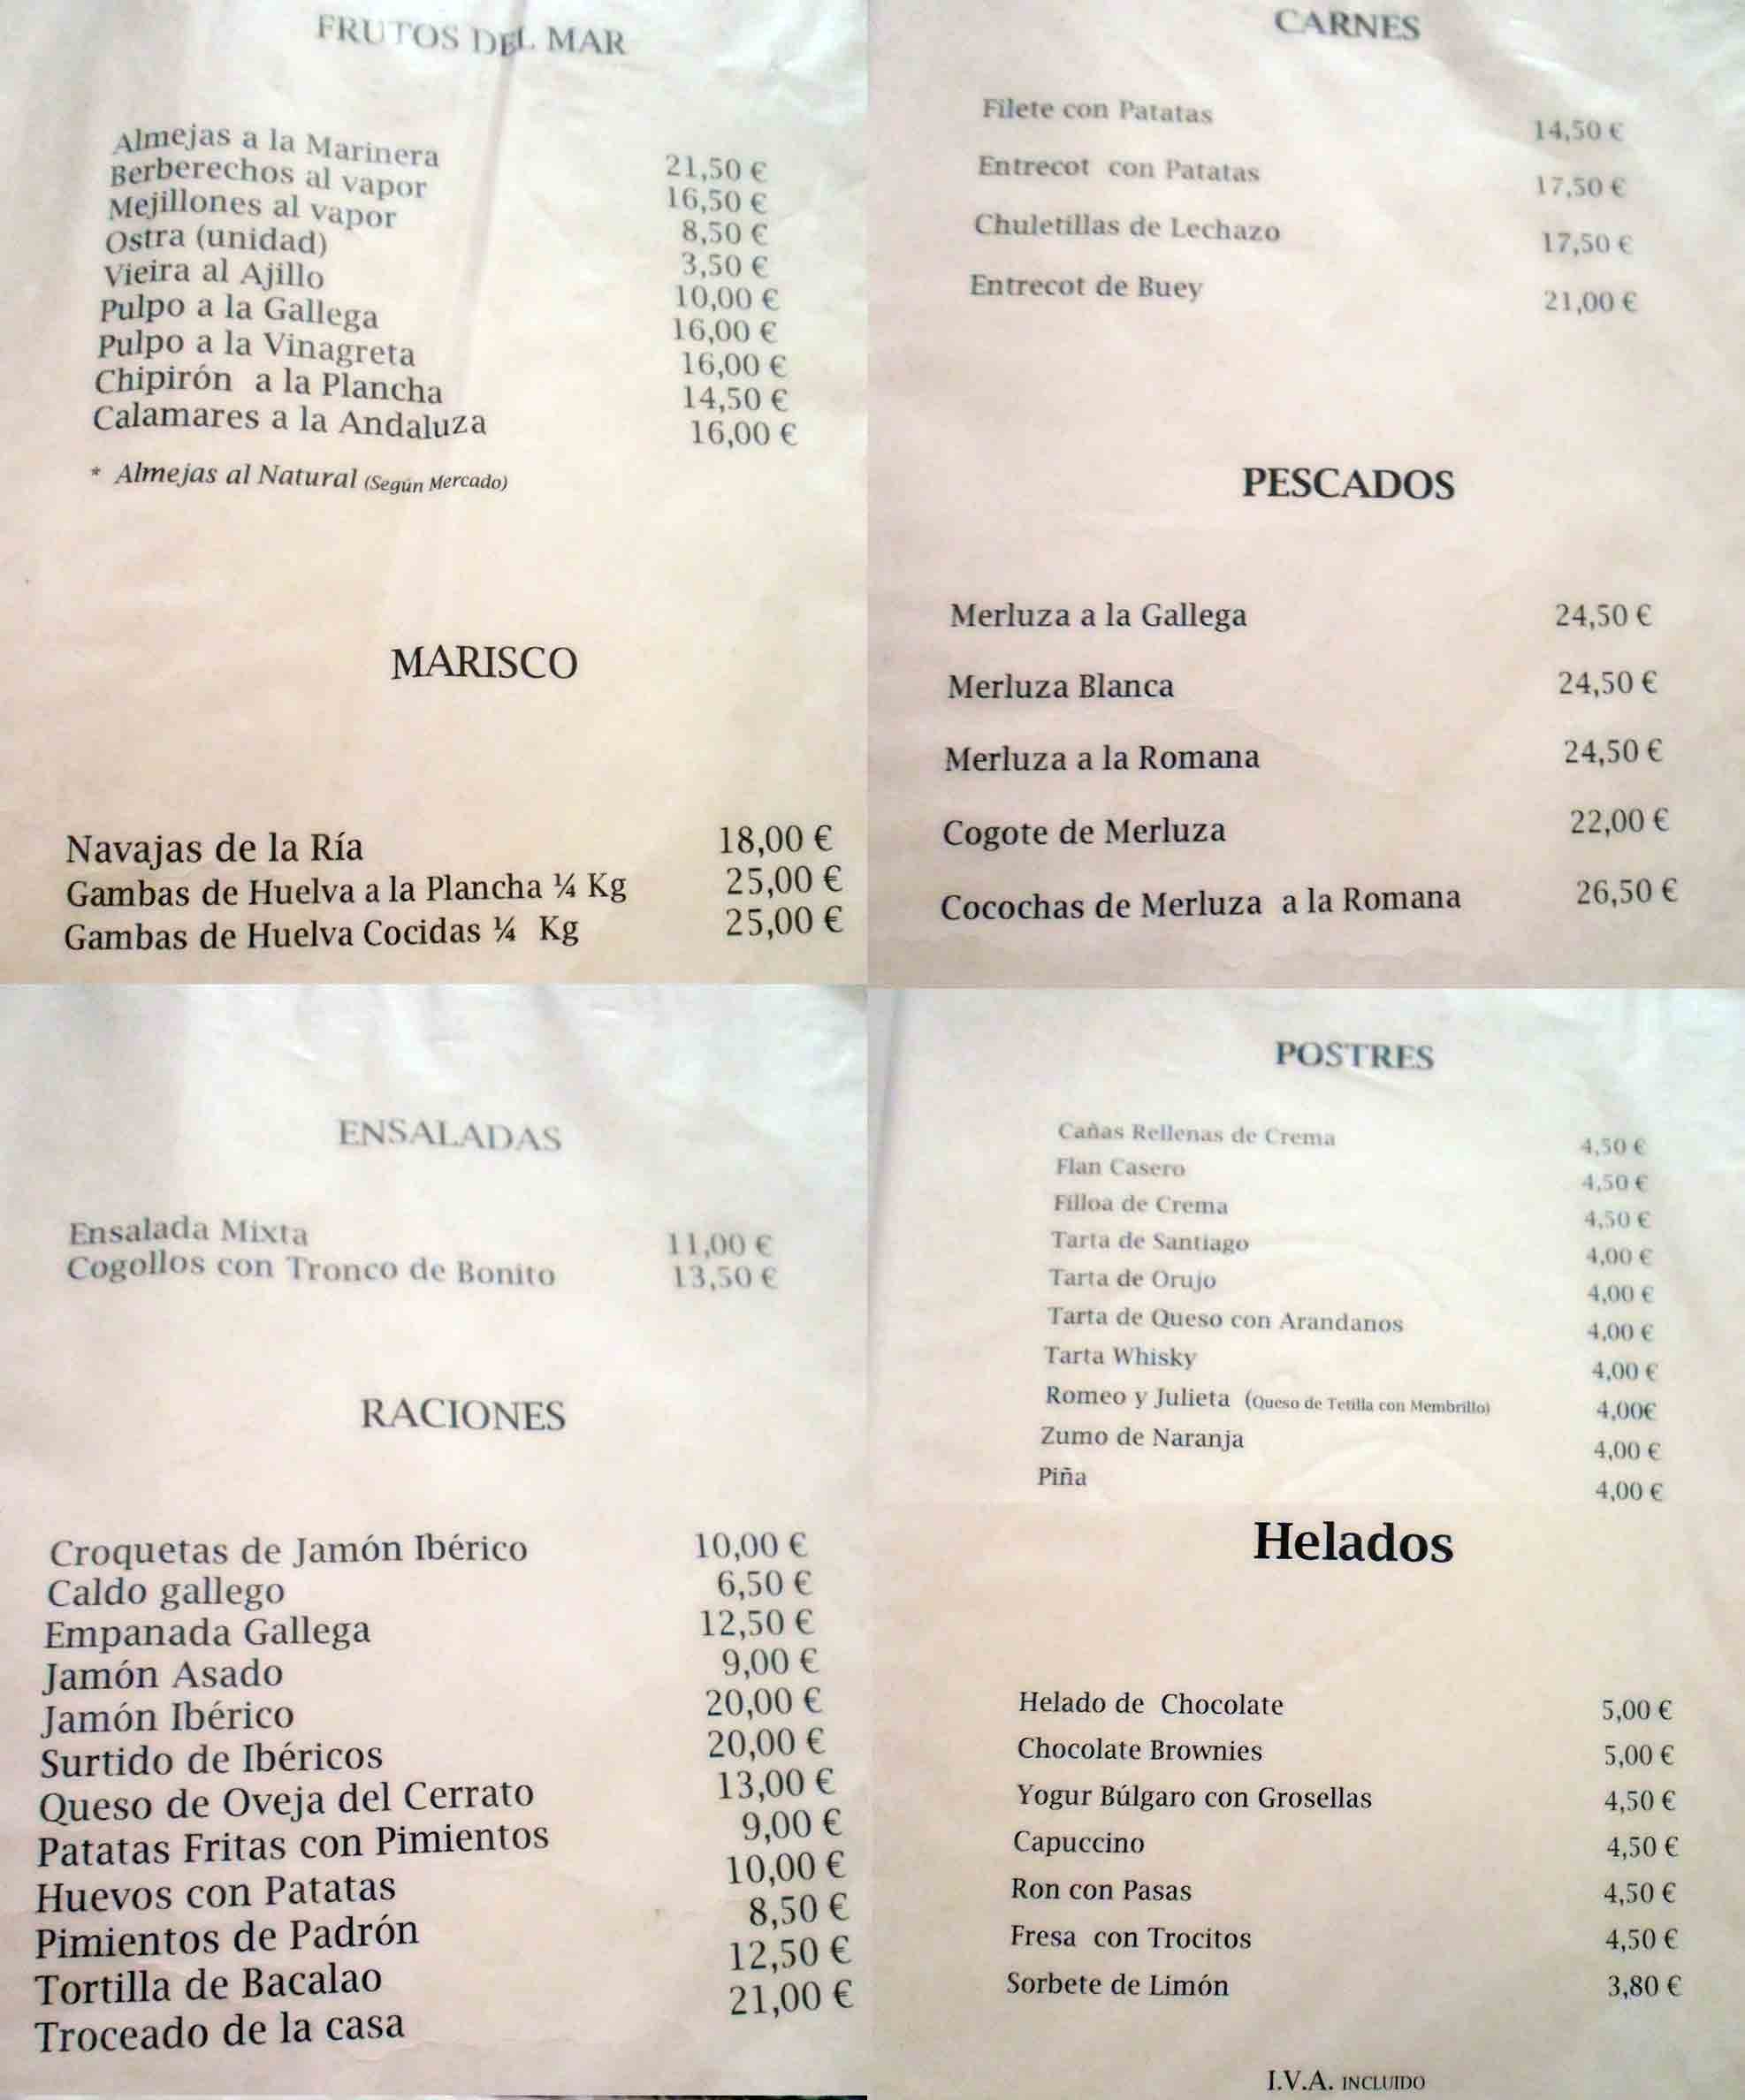 FRUTOS DEL MAR
Almejas a la Marinera 21,50 €
Berberechos al vapor 16,50 €
Mejillones al vapor 8,50 €
Ostra (unidad) 3,50 €
Vieira al Ajillo 10,00 €
Pulpo a la Gallega 16,00 €
Pulpo a la Vinagreta 16,00 €
Chipirón a la Plancha 14,50 €
Calamares a la Andaluza 16,00 €
* Almejas al Natural (Según Mercado)
MARISCO
Navajas de la Ría 18,00 €
Gambas de Huelva a la Plancha ¼ Kg 25,00 €
Gambas de Huelva Cocidas ¼ Kg 25,00 €
CARNES
Filete con Patatas 14,50 €
Entrecot con Patatas 17,50 €
Chuletillas de Lechazo 17,50 €
Entrecot de Buey 21,00 €
PESCADOS
Merluza a la Gallega 24,50 €
Merluza Blanca 24,50 €
Merluza a la Romana 24,50 €
Cogote de Merluza 22,00 €
Cocochas de Merluza a la Romana 26,50 €
ENSALADAS
Ensalada Mixta 11,00 €
Cogollos con Tronco de Bonito 13,50 €
RACIONES
Croquetas de Jamón Ibérico 10,00 €
Caldo gallego 6,50 €
Empanada Gallega 12,50 €
Jamón Asado 9,00 €
Jamón Ibérico 20,00 €
Surtido de Ibéricos 20,00 €
Queso de Oveja del Cerrato 13,00 €
Patatas Fritas con Pimientos 9,00 €
Huevos con Patatas 10,00 €
Pimientos de Padrón 8,50 €
Tortilla de Bacalao 12,50 €
Troceado de la casa 21,00 €
POSTRES
Cañas Rellenas de Crema 4,50 €
Flan Casero 4,50 €
Filloa de Crema 4,50 €
Tarta de Santiago 4,00 €
Tarta de Orujo 4,00 €
Tarta de Queso con Arandanos 4,00 €
Tarta Whisky 4,00 €
Romeo y Julieta (Queso de Tetilla con Membrillo) 4,00€
Zumo de Naranja 4,00 €
Piña 4,00 €
Helados
Helado de Chocolate 5,00 €
Chocolate Brownies 5,00 €
Yogur Búlgaro con Grosellas 4,50 €
Capuccino 4,50 €
Ron con Pasas 4,50 €
Fresa con Trocitos 4,50 €
Sorbete de Limón 3,80 €
I.V.A. INCLUIDO